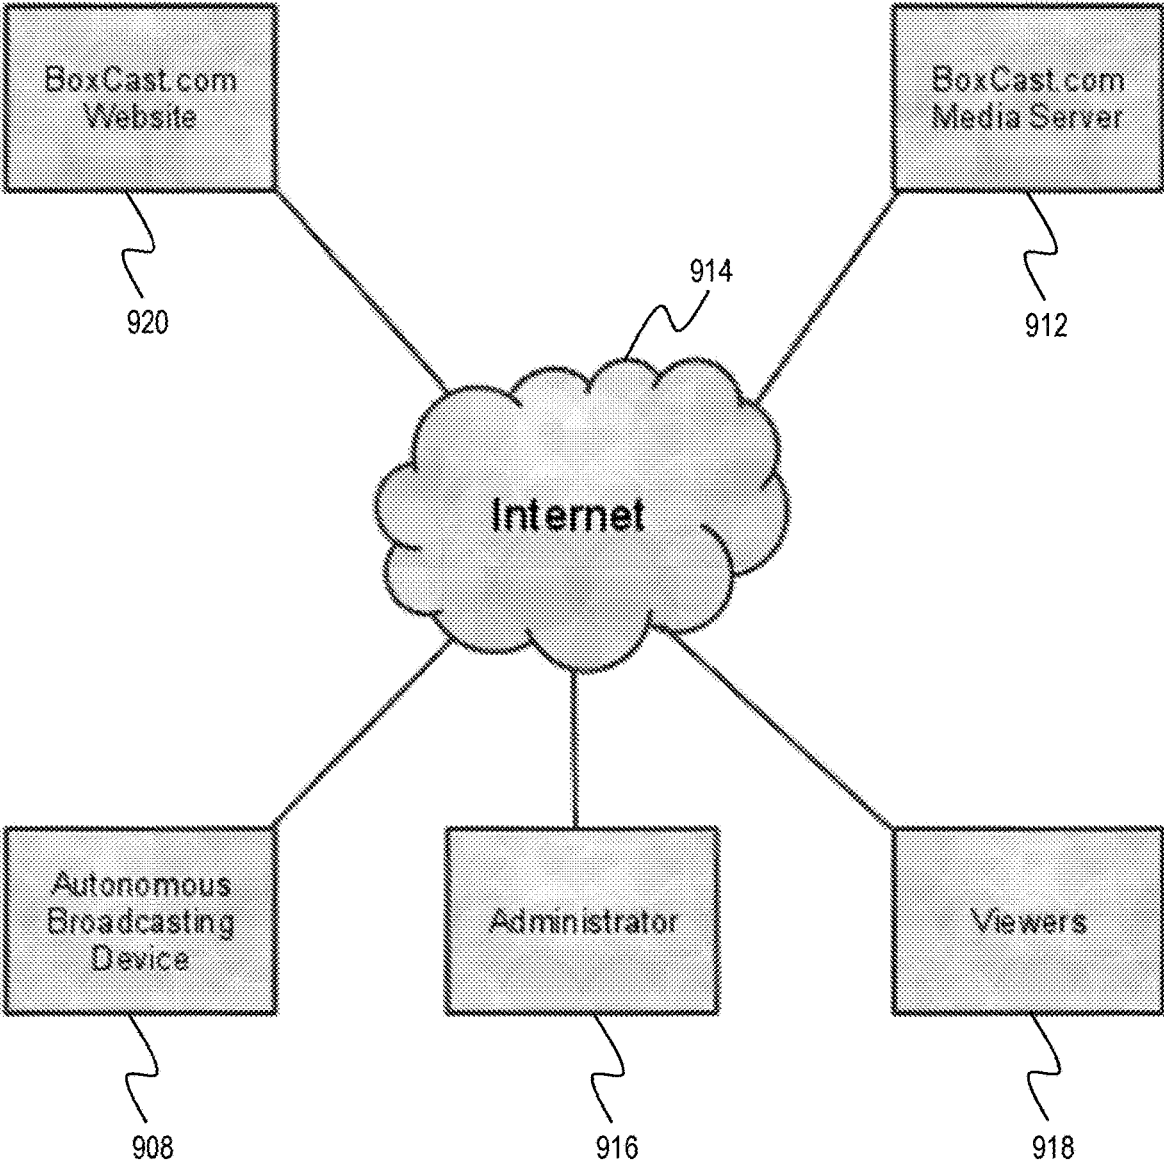 BoxCast.com
Website
BoxCast.com
Media Server
914
920
912
Internet
Autonomous
Broadcasting
Device
Administrator
Viewers
908
916
918